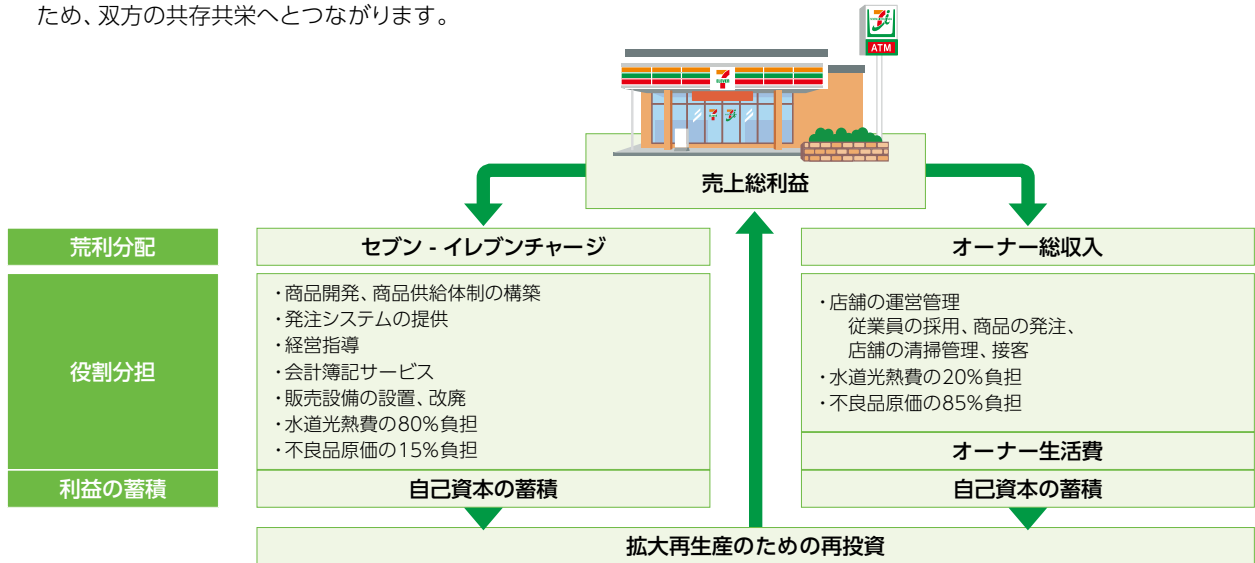 ため、双方の共存共栄へとつながります。
ATM
ELEVEN
売上総利益
荒利分配
セブン - イレブンチャージ
オーナー総収入
役割分担
・商品開発、商品供給体制の構築
・発注システムの提供
・経営指導
・会計簿記サービス
・販売設備の設置、改廃
・水道光熱費の80%負担
・不良品原価の15%負担
・店舗の運営管理
従業員の採用、商品の発注、
店舗の清掃管理、接客
・水道光熱費の20%負担
・不良品原価の85%負担
オーナー生活費
利益の蓄積
自己資本の蓄積
自己資本の蓄積
拡大再生産のための再投資